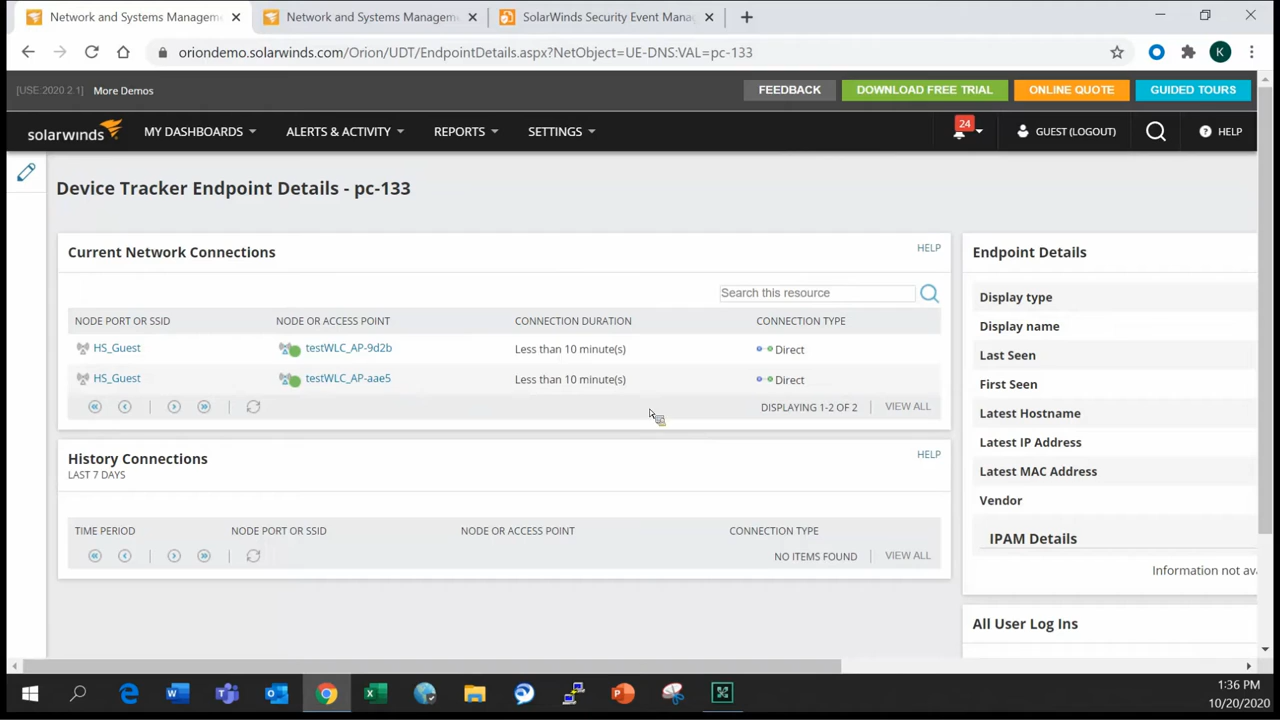 Network and Systems Managem
Network and Systems Managem
SolarWinds Security Event Mana
oriondemo.solarwinds.com/Orion/UDT/EndpointDetails.aspx?NetObject=UE-DNS:VAL=pc-133
K
[USE 2020 2 1] More Demos
FEEDBACK
DOWNLOAD FREE TRIAL
ONLINE QUOTE
GUIDED TOURS
solarwinds
MY DASHBOARDS
ALERTS & ACTIVITY
REPORTS
SETTINGS
24
GUEST (LOGOUT)
HELP
Device Tracker Endpoint Details - pc-133
Current Network Connections
HELP
Search this resource
NODE PORT OR SSID NODE OR ACCESS POINT CONNECTION DURATION CONNECTION TYPE
HS_Guest testWLC_AP-9d2b Less than 10 minute(s) Direct
HS_Guest testWLC_AP-aae5 Less than 10 minute(s) Direct
DISPLAYING 1-2 OF 2 VIEW ALL
History Connections
LAST 7 DAYS
HELP
TIME PERIOD NODE PORT OR SSID NODE OR ACCESS POINT CONNECTION TYPE
NO ITEMS FOUND VIEW ALL
Endpoint Details
Display type
Display name
Last Seen
First Seen
Latest Hostname
Latest IP Address
Latest MAC Address
Vendor
IPAM Details
Information not ava
All User Log Ins
1:36 PM
10/20/2020